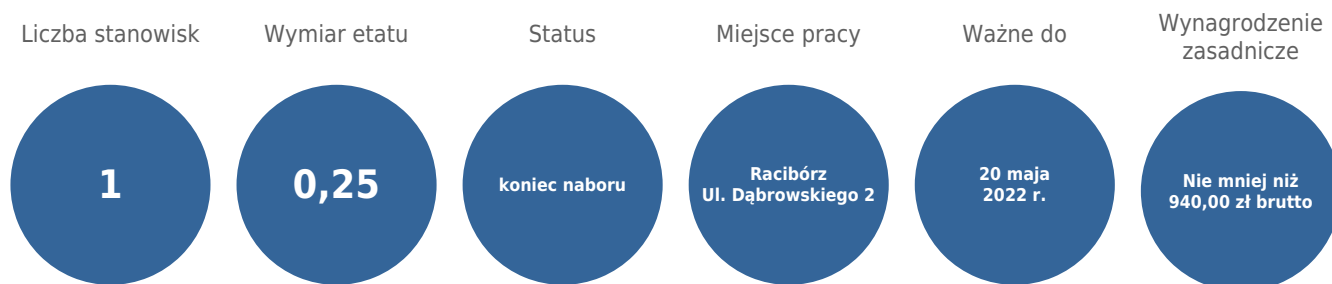 Liczba stanowisk
Wymiar etatu
Status
Miejsce pracy
Ważne do
Wynagrodzenie
zasadnicze
1
0,25
koniec naboru
Racibórz
Ul. Dąbrowskiego 2
20 maja
2022 r.
Nie mniej niż
940,00 zł brutto